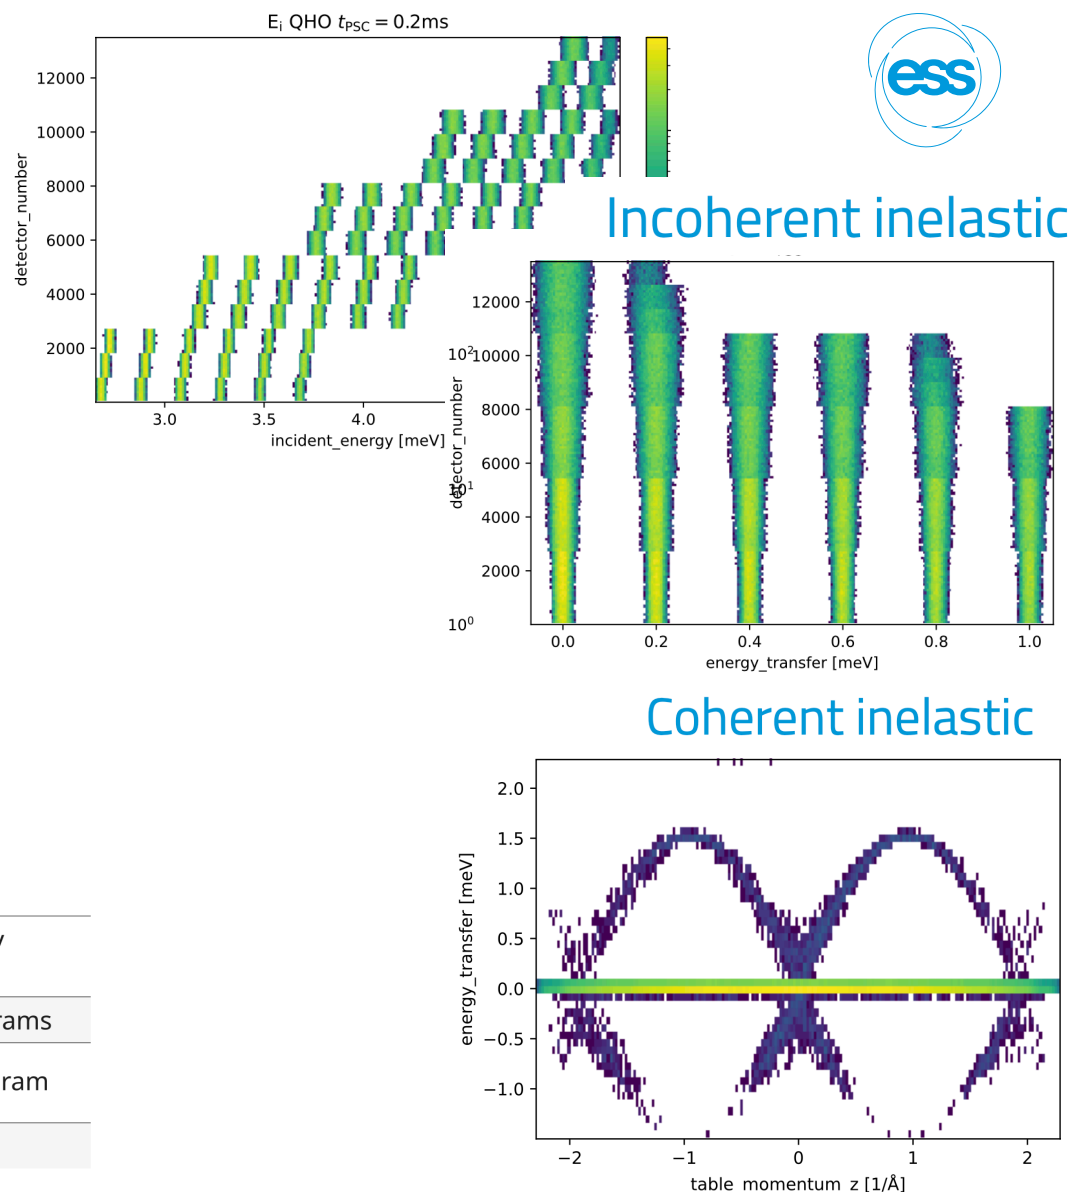 E_i QHO t_PSC = 0.2ms
12000
10000
8000
6000
4000
2000
detector_number
3.0 3.5 4.0
incident_energy [meV]
ess
Incoherent inelastic
12000
10000
8000
6000
4000
2000
detector_number
10²
10¹
10⁰
0.0 0.2 0.4 0.6 0.8 1.0
energy_transfer [meV]
Coherent inelastic
2.0
1.5
1.0
0.5
0.0
−0.5
−1.0
energy_transfer [meV]
−2 −1 0 1 2
table_momentum_z [1/Å]
rams
ram